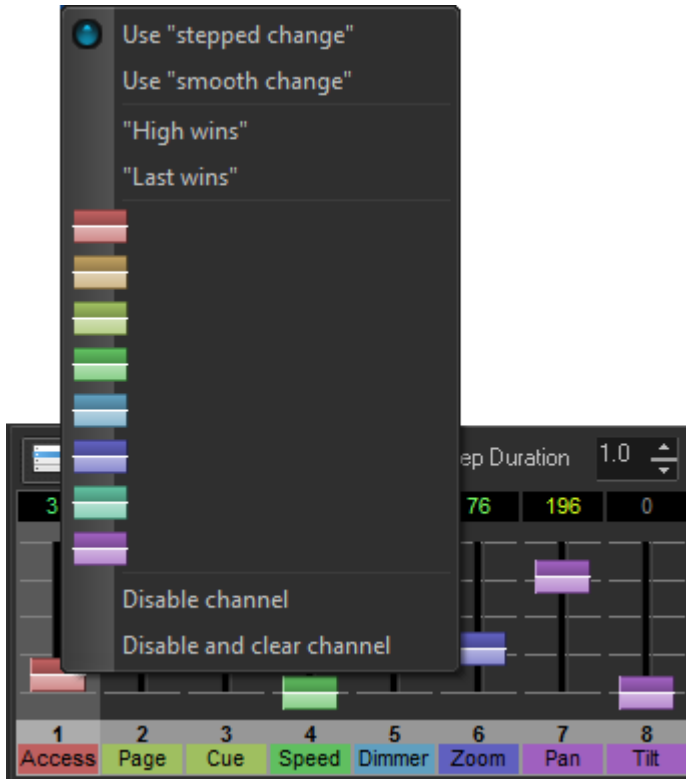 Use "stepped change"
Use "smooth change"
"High wins"
"Last wins"
Disable channel
Disable and clear channel
ep Duration 1.0
3 76 196 0
1 2 3 4 5 6 7 8
Access Page Cue Speed Dimmer Zoom Pan Tilt